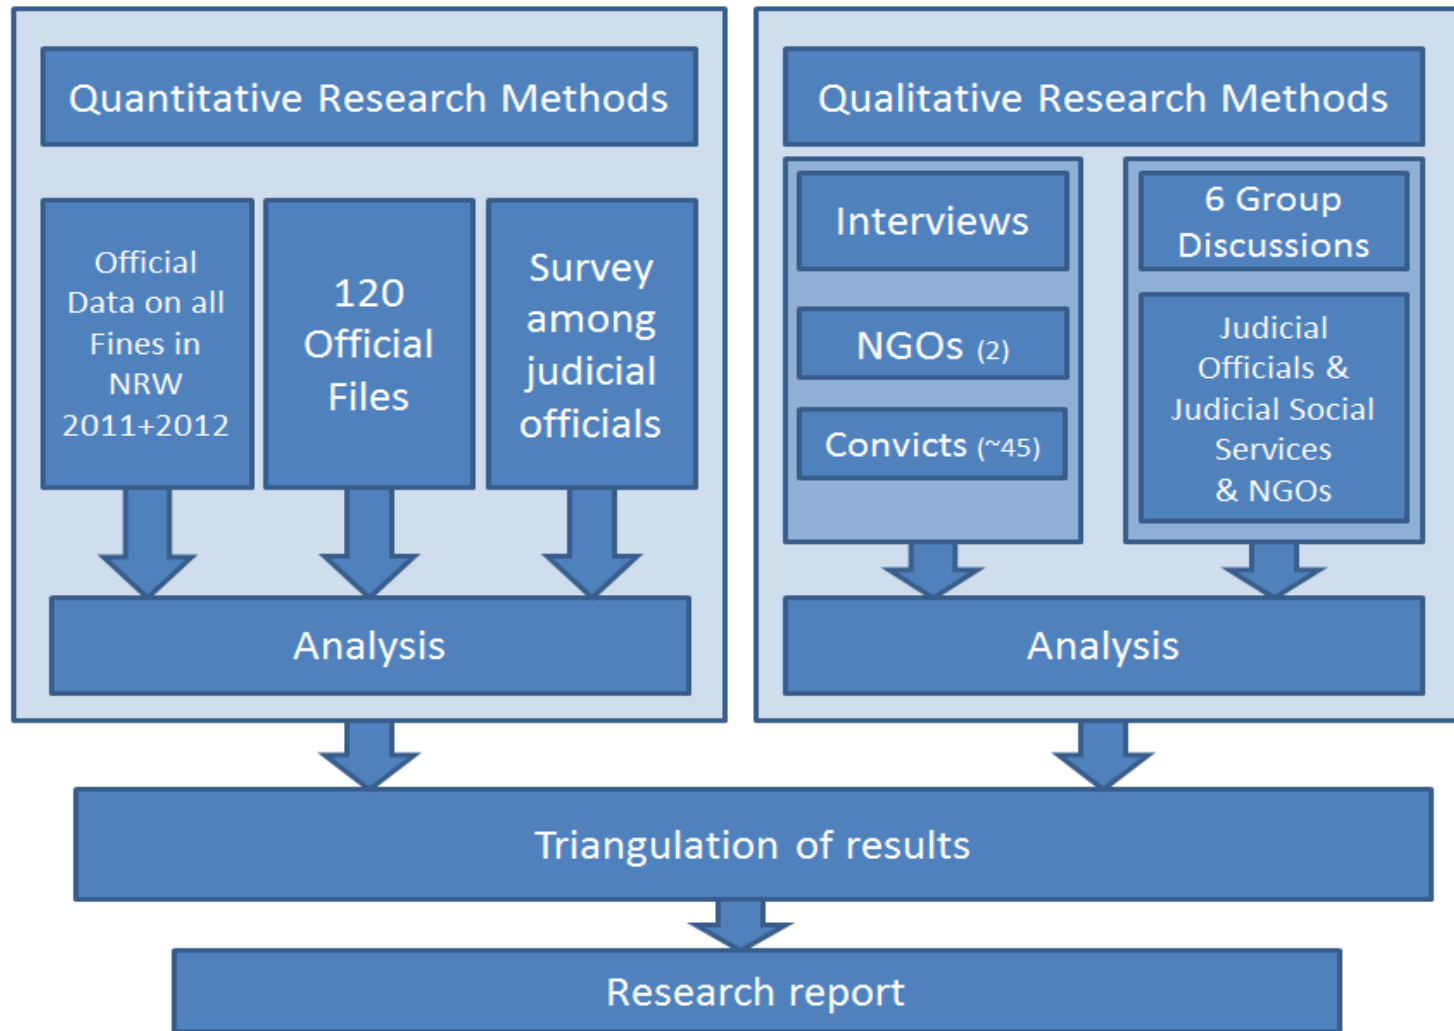 Quantitative Research Methods
Official
Data on all
Fines in
NRW
2011+2012
120
Official
Files
Survey
among
judicial
officials
Analysis
Qualitative Research Methods
Interviews
NGOs (2)
Convicts (~45)
6 Group
Discussions
Judicial
Officials &
Judicial Social
Services
& NGOs
Analysis
Triangulation of results
Research report